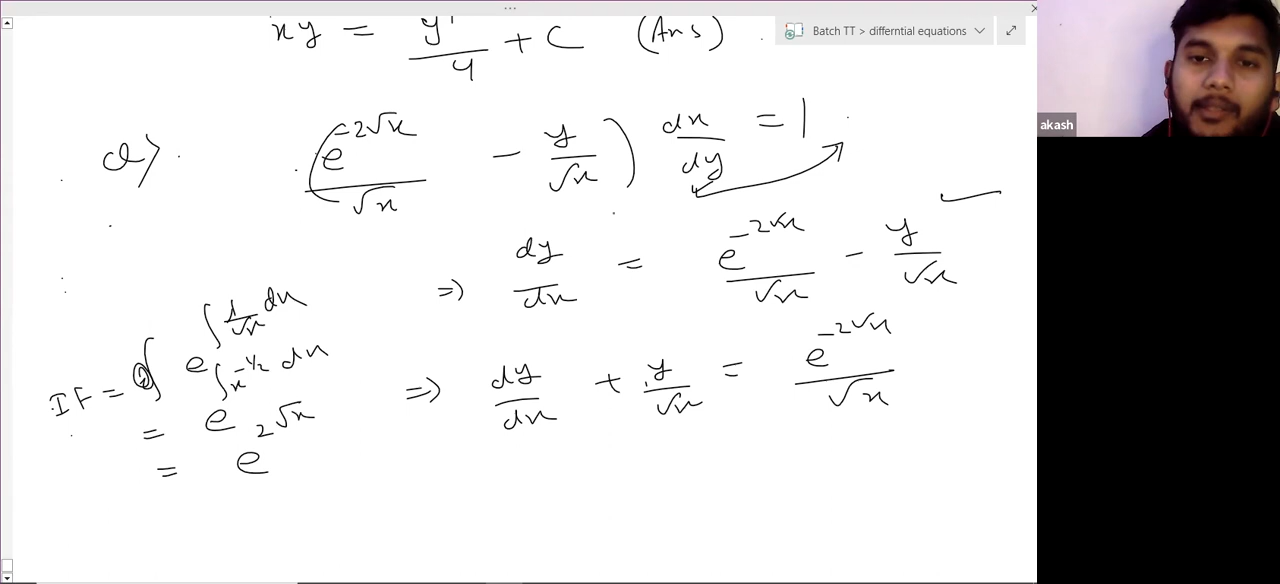 xy = y⁴/4 + C (Ans)
Batch TT > differntial equations
akash
Q> (e^(-2√x)/√x - y/√x) dx/dy = 1
=> dy/dx = e^(-2√x)/√x - y/√x
=> dy/dx + y/√x = e^(-2√x)/√x
IF = e^(∫ 1/√x dx)
= e^(∫ x^(-1/2) dx)
= e^(2√x)